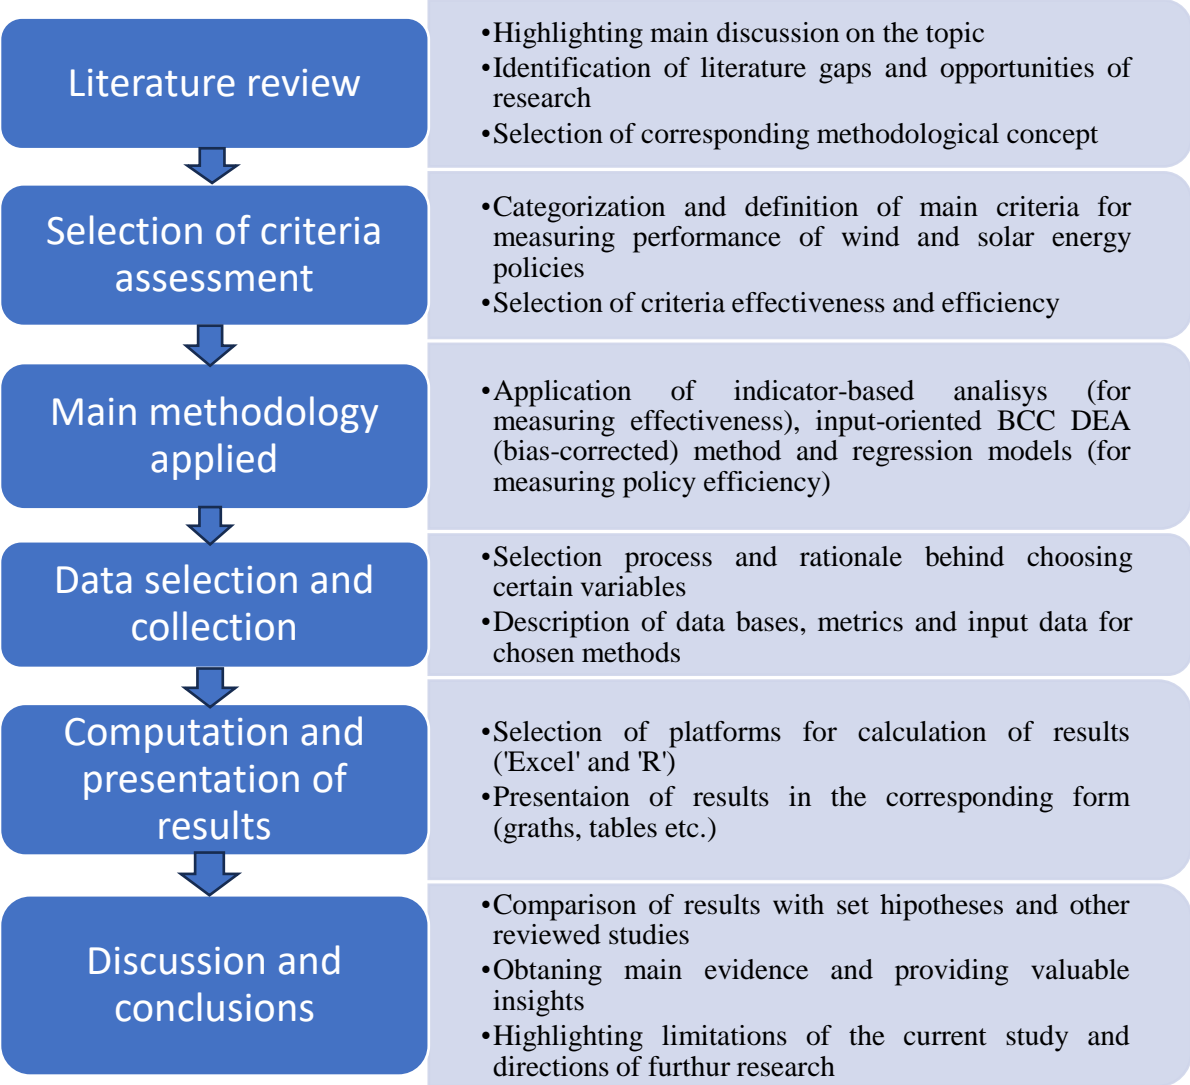 Literature review
•Highlighting main discussion on the topic
•Identification of literature gaps and opportunities of
research
•Selection of corresponding methodological concept
Selection of criteria
assessment
•Categorization and definition of main criteria for
measuring performance of wind and solar energy
policies
•Selection of criteria effectiveness and efficiency
Main methodology
applied
•Application of indicator-based analisys (for
measuring effectiveness), input-oriented BCC DEA
(bias-corrected) method and regression models (for
measuring policy efficiency)
Data selection and
collection
•Selection process and rationale behind choosing
certain variables
•Description of data bases, metrics and input data for
chosen methods
Computation and
presentation of
results
•Selection of platforms for calculation of results
('Excel' and 'R')
•Presentaion of results in the corresponding form
(graths, tables etc.)
Discussion and
conclusions
•Comparison of results with set hipotheses and other
reviewed studies
•Obtaning main evidence and providing valuable
insights
•Highlighting limitations of the current study and
directions of furthur research